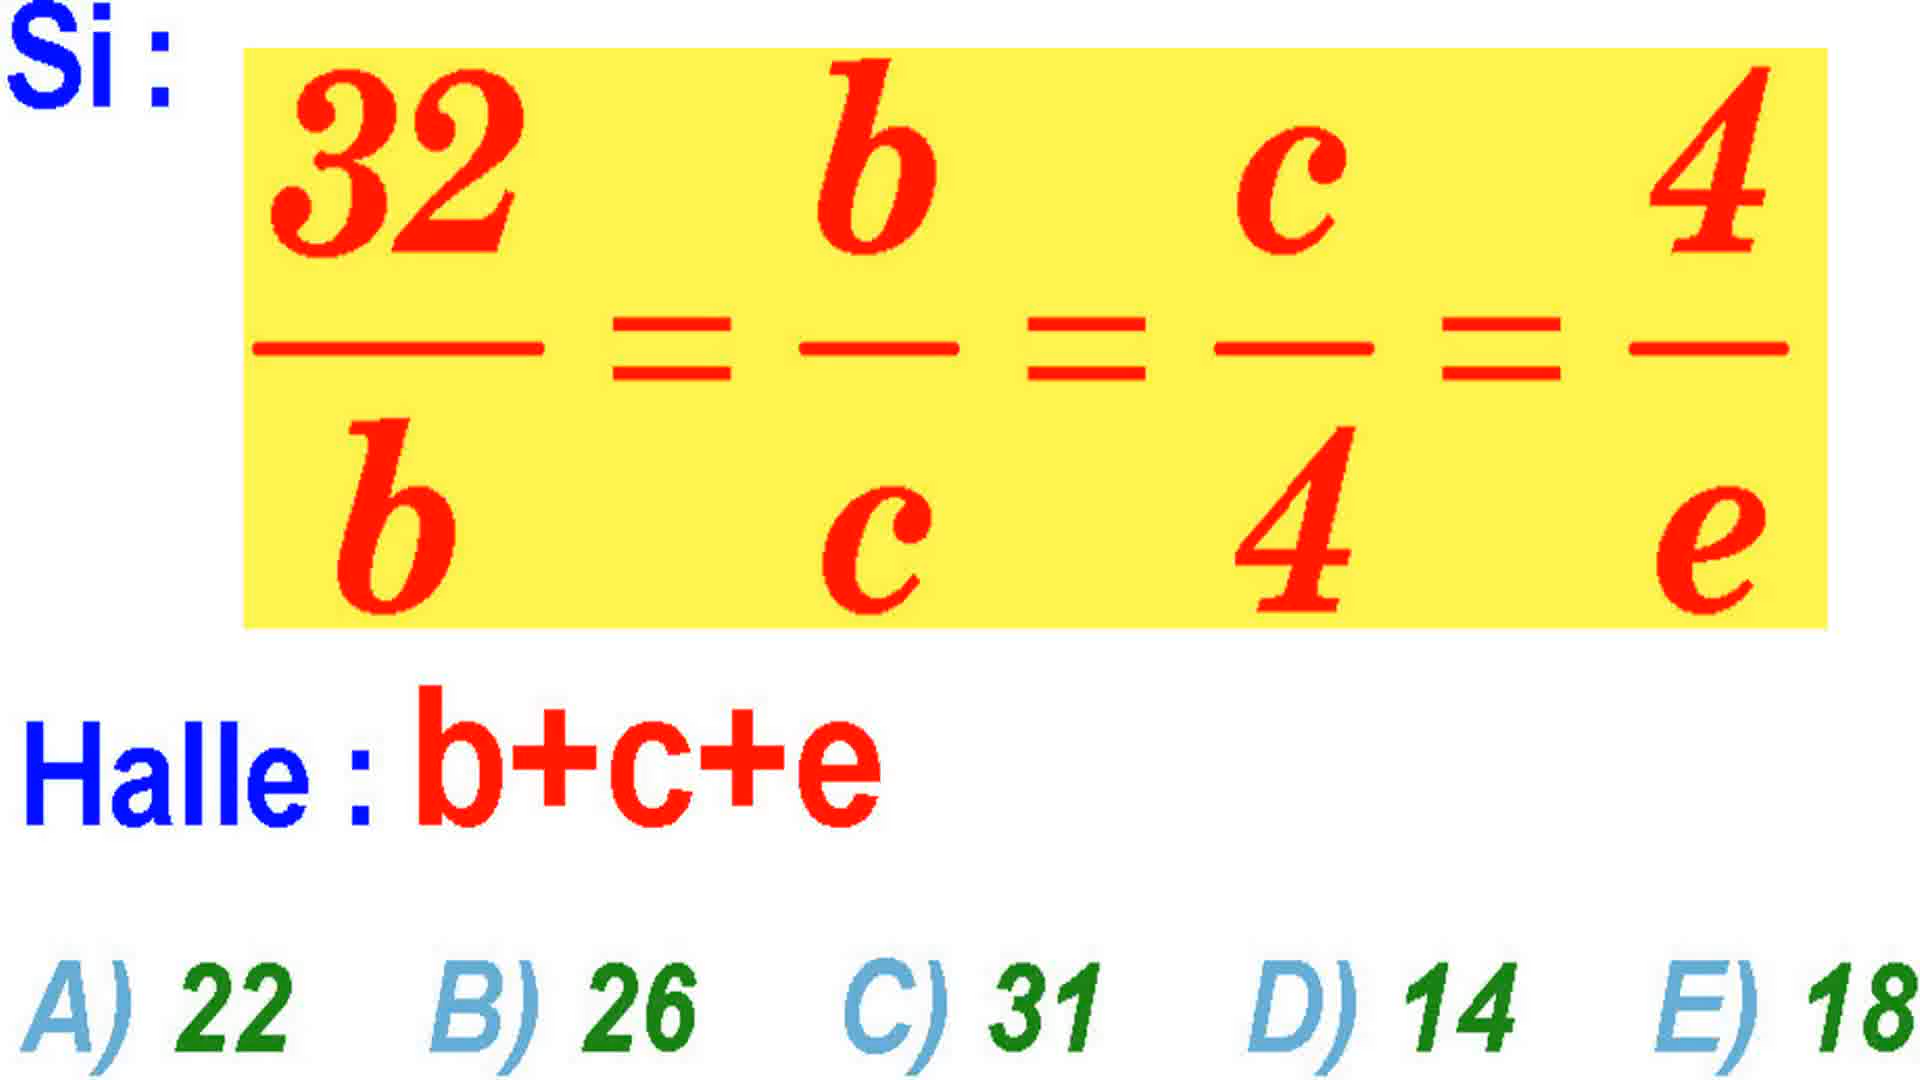 Si :
32/b = b/c = c/4 = 4/e
Halle : b+c+e
A) 22 B) 26 C) 31 D) 14 E) 18